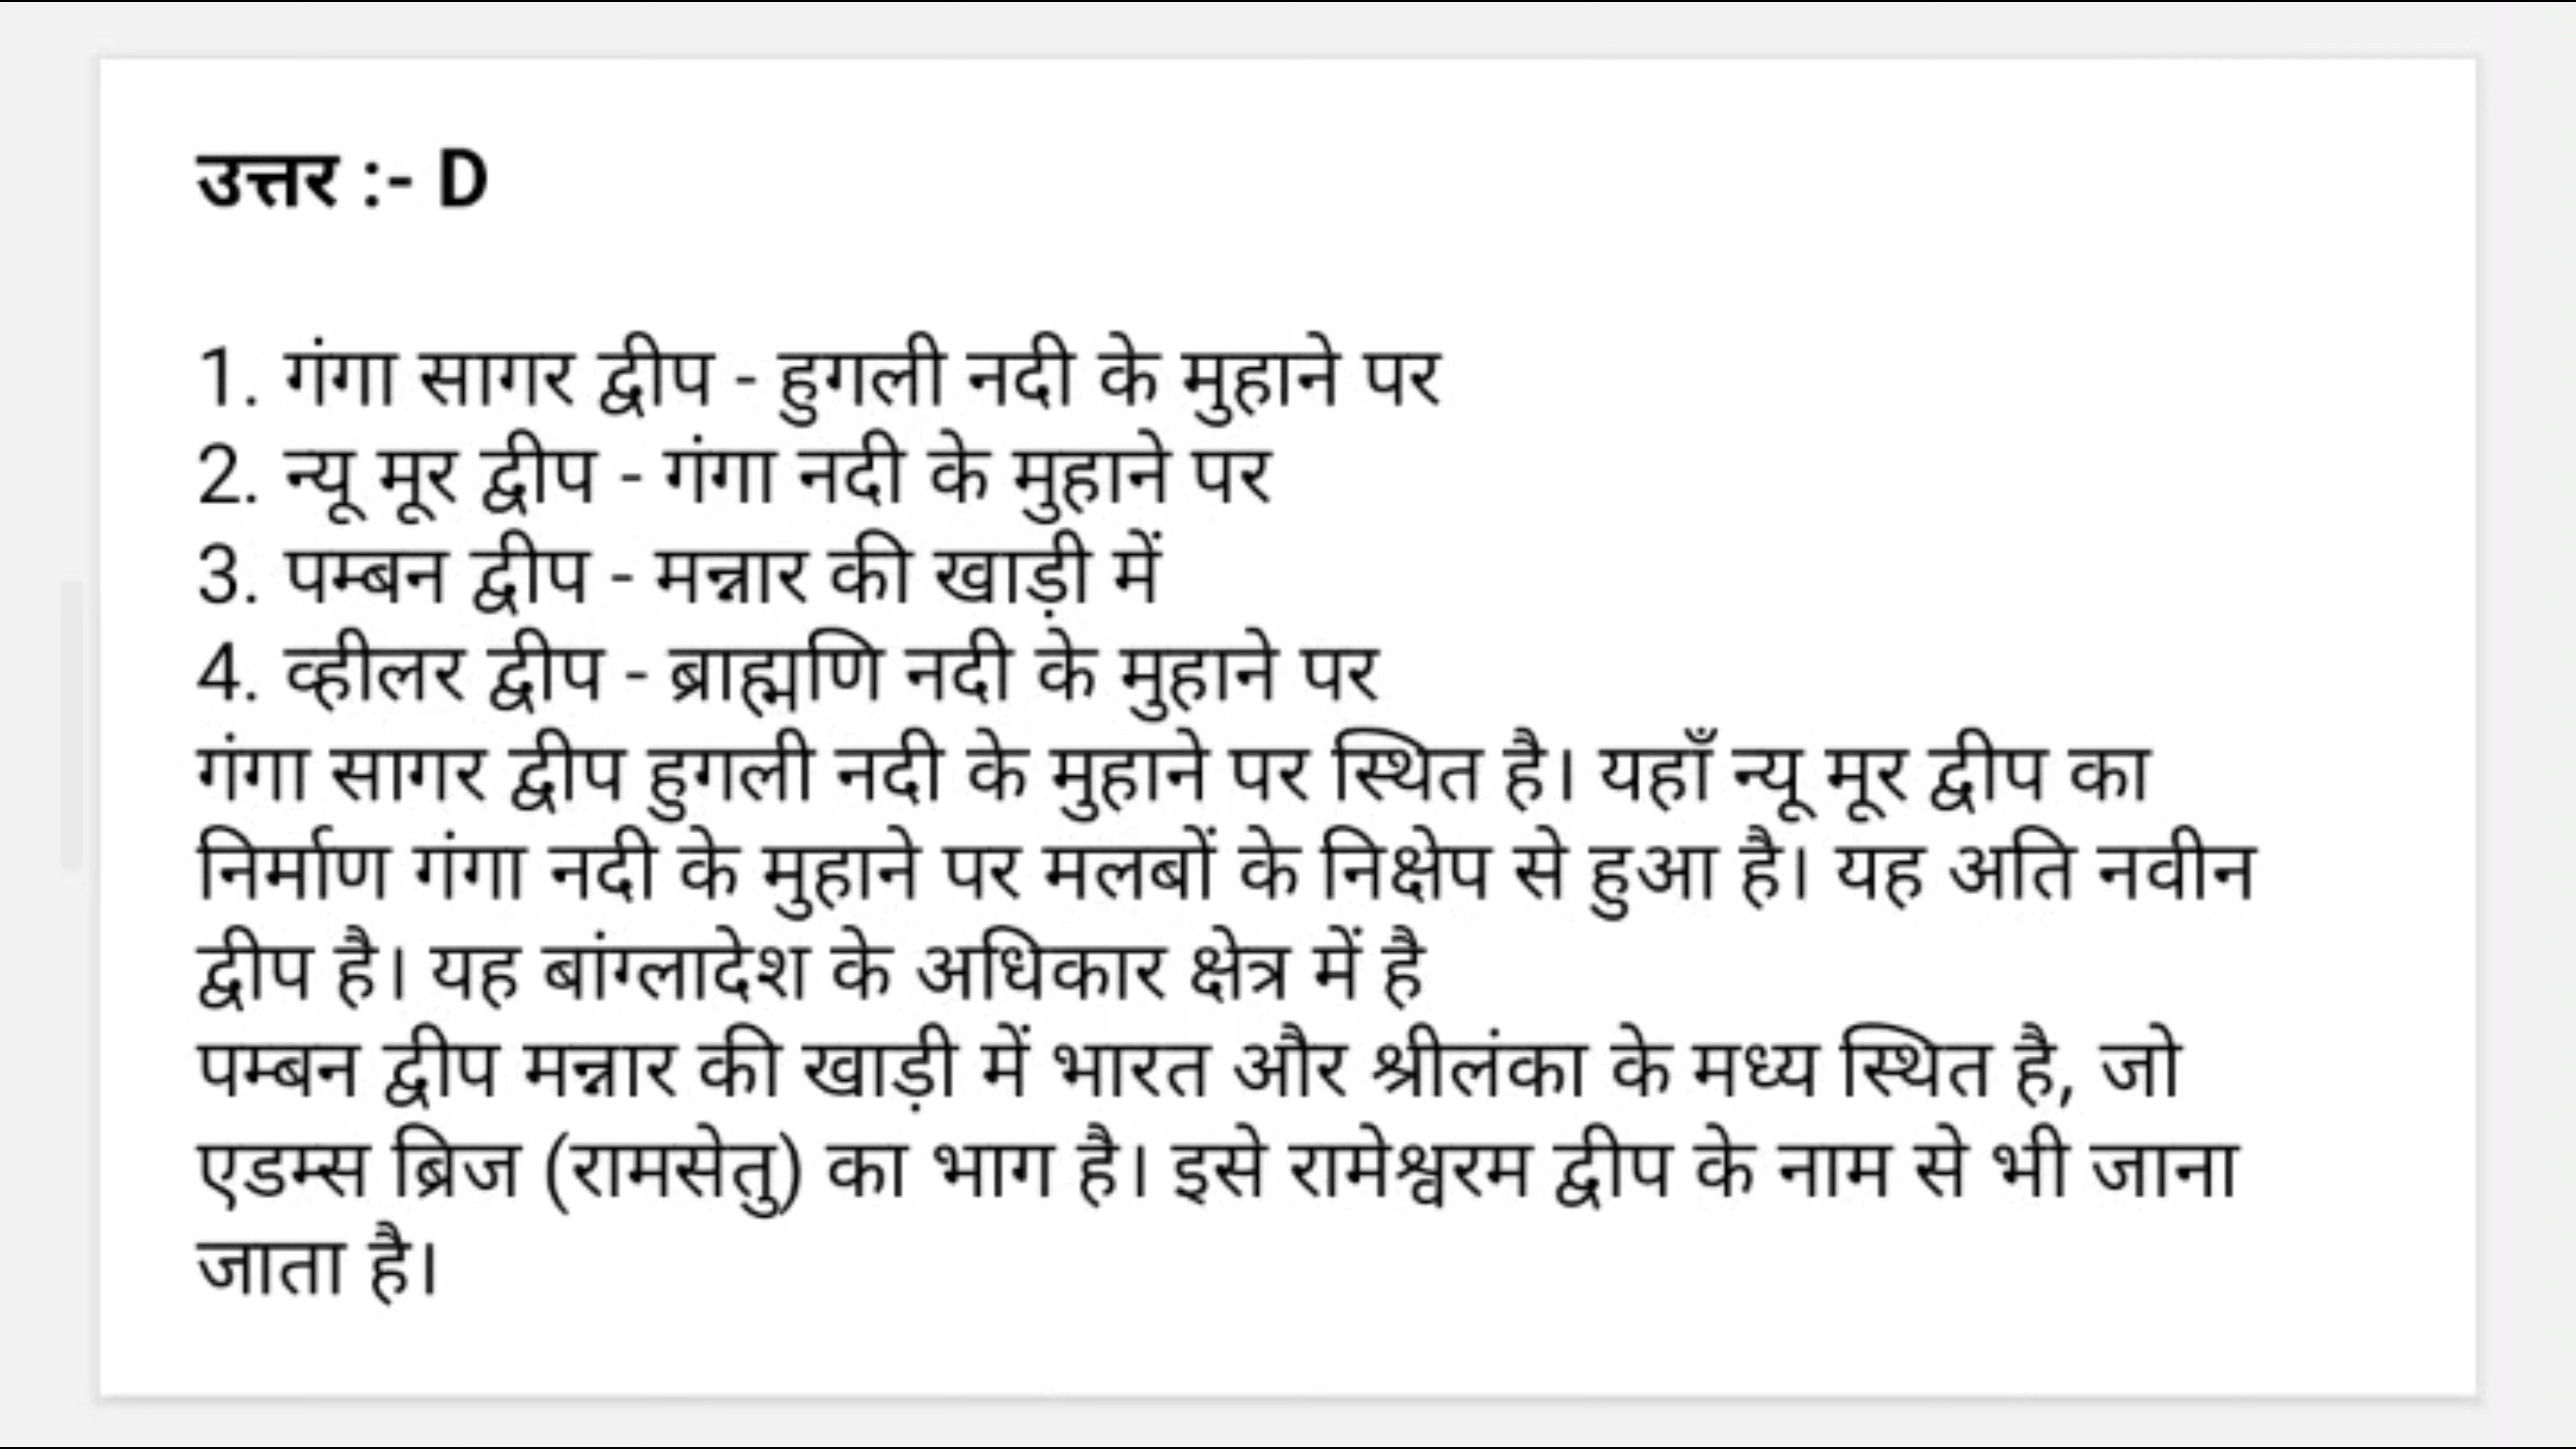 उत्तर :- D
1. गंगा सागर द्वीप - हुगली नदी के मुहाने पर
2. न्यू मूर द्वीप - गंगा नदी के मुहाने पर
3. पम्बन द्वीप - मन्नार की खाड़ी में
4. व्हीलर द्वीप - ब्राह्मणि नदी के मुहाने पर
गंगा सागर द्वीप हुगली नदी के मुहाने पर स्थित है। यहाँ न्यू मूर द्वीप का
निर्माण गंगा नदी के मुहाने पर मलबों के निक्षेप से हुआ है। यह अति नवीन
द्वीप है। यह बांग्लादेश के अधिकार क्षेत्र में है
पम्बन द्वीप मन्नार की खाड़ी में भारत और श्रीलंका के मध्य स्थित है, जो
एडम्स ब्रिज (रामसेतु) का भाग है। इसे रामेश्वरम द्वीप के नाम से भी जाना
जाता है।